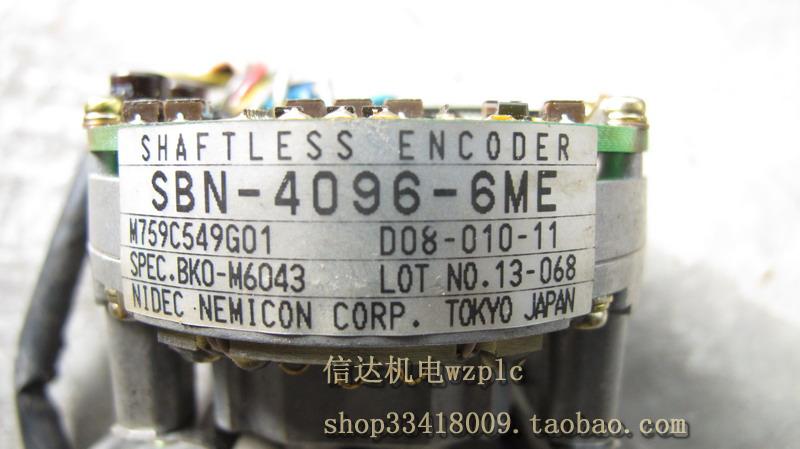 SHAFTLESS ENCODER
SBN-4096-6ME
M759C549G01 D08-010-11
SPEC.BKO-M6043 LOT NO.13-068
NIDEC NEMICON CORP. TOKYO JAPAN
信达机电wzplc
shop33418009.taobao.com